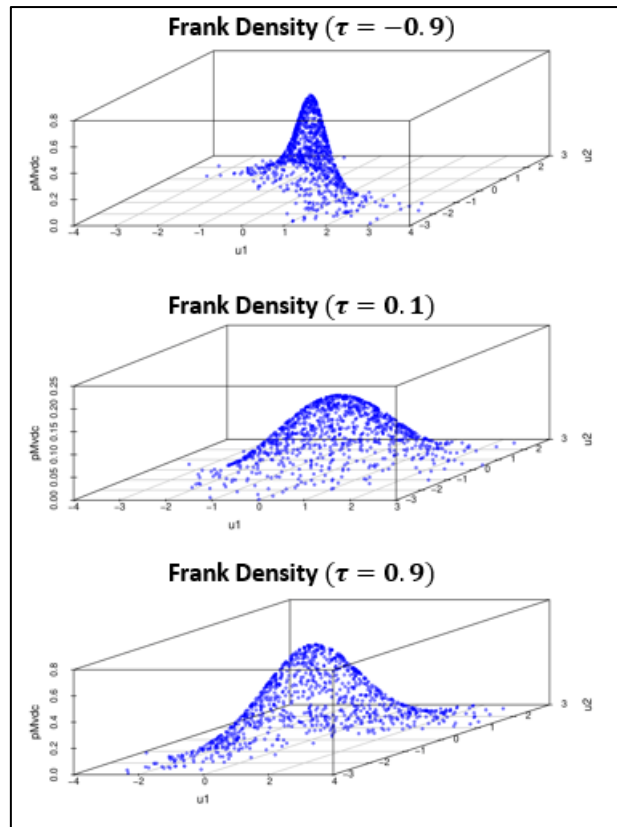 Frank Density (τ = −0.9)
pMvdc
0.0 0.2 0.4 0.6 0.8
−4 −3 −2 −1 0 1 2 3 4
u1
−3 −2 −1 0 1 2 3
u2
Frank Density (τ = 0.1)
pMvdc
0.00 0.05 0.10 0.15 0.20 0.25
−4 −3 −2 −1 0 1 2 3
u1
−3 −2 −1 0 1 2 3
u2
Frank Density (τ = 0.9)
pMvdc
0.0 0.2 0.4 0.6 0.8
−4 −2 0 2 4
u1
−3 −2 −1 0 1 2 3
u2